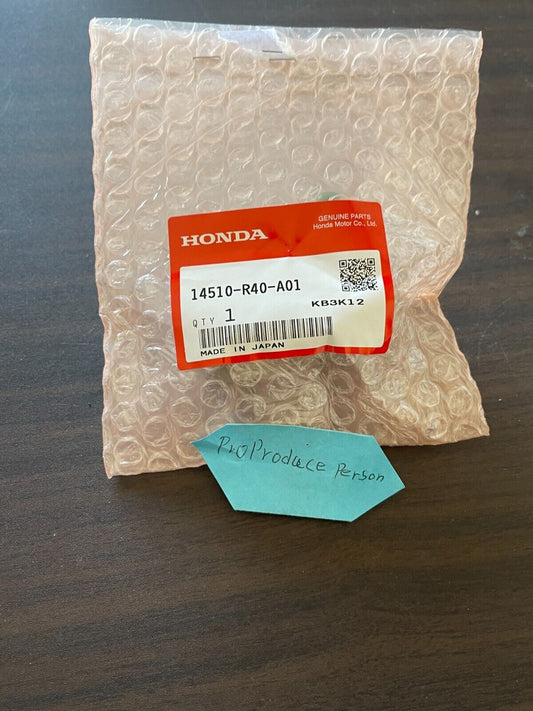 GENUINE PARTS
HONDA Honda Motor Co., Ltd.
14510-R40-A01
KB3K12
QTY 1
MADE IN JAPAN
ProProduce Person